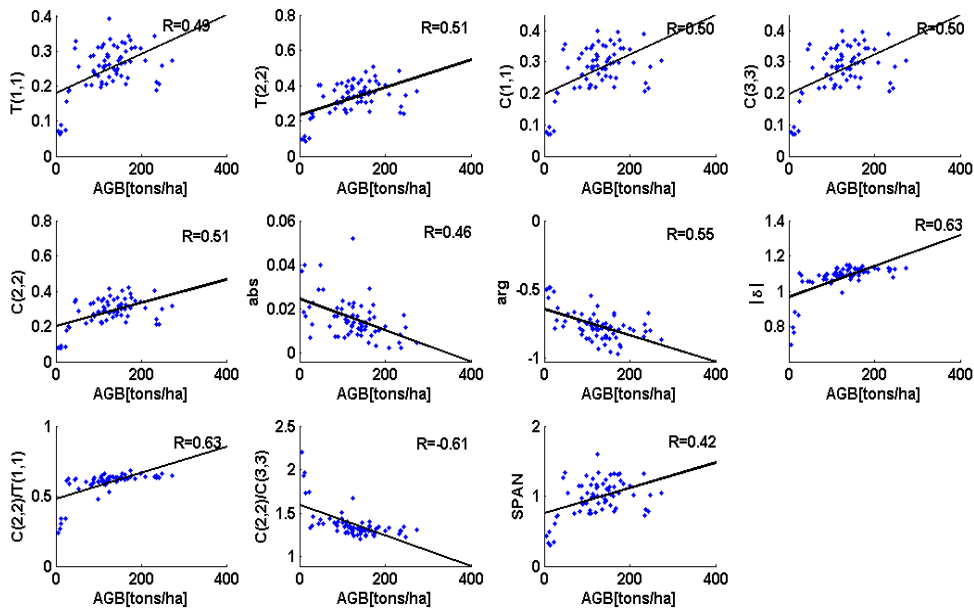 0.4 R=0.49
0.3
0.2
0.1
0
0 200 400
T(1,1)
AGB[tons/ha]
0.8
0.6 R=0.51
0.4
0.2
0
0 200 400
T(2,2)
AGB[tons/ha]
0.4 R=0.50
0.3
0.2
0.1
0
0 200 400
C(1,1)
AGB[tons/ha]
0.4 R=0.50
0.3
0.2
0.1
0
0 200 400
C(3,3)
AGB[tons/ha]
0.8
R=0.51
0.6
0.4
0.2
0
0 200 400
C(2,2)
AGB[tons/ha]
0.06
R=0.46
0.04
0.02
0
0 200 400
abs
AGB[tons/ha]
0
R=0.55
-0.5
-1
0 200 400
arg
AGB[tons/ha]
1.4
R=0.63
1.2
1
0.8
0 200 400
|δ|
AGB[tons/ha]
1
R=0.63
0.5
0
0 200 400
C(2,2)/T(1,1)
AGB[tons/ha]
2.5
R=-0.61
2
1.5
1
0 200 400
C(2,2)/C(3,3)
AGB[tons/ha]
2
R=0.42
1.5
1
0.5
0
0 200 400
SPAN
AGB[tons/ha]